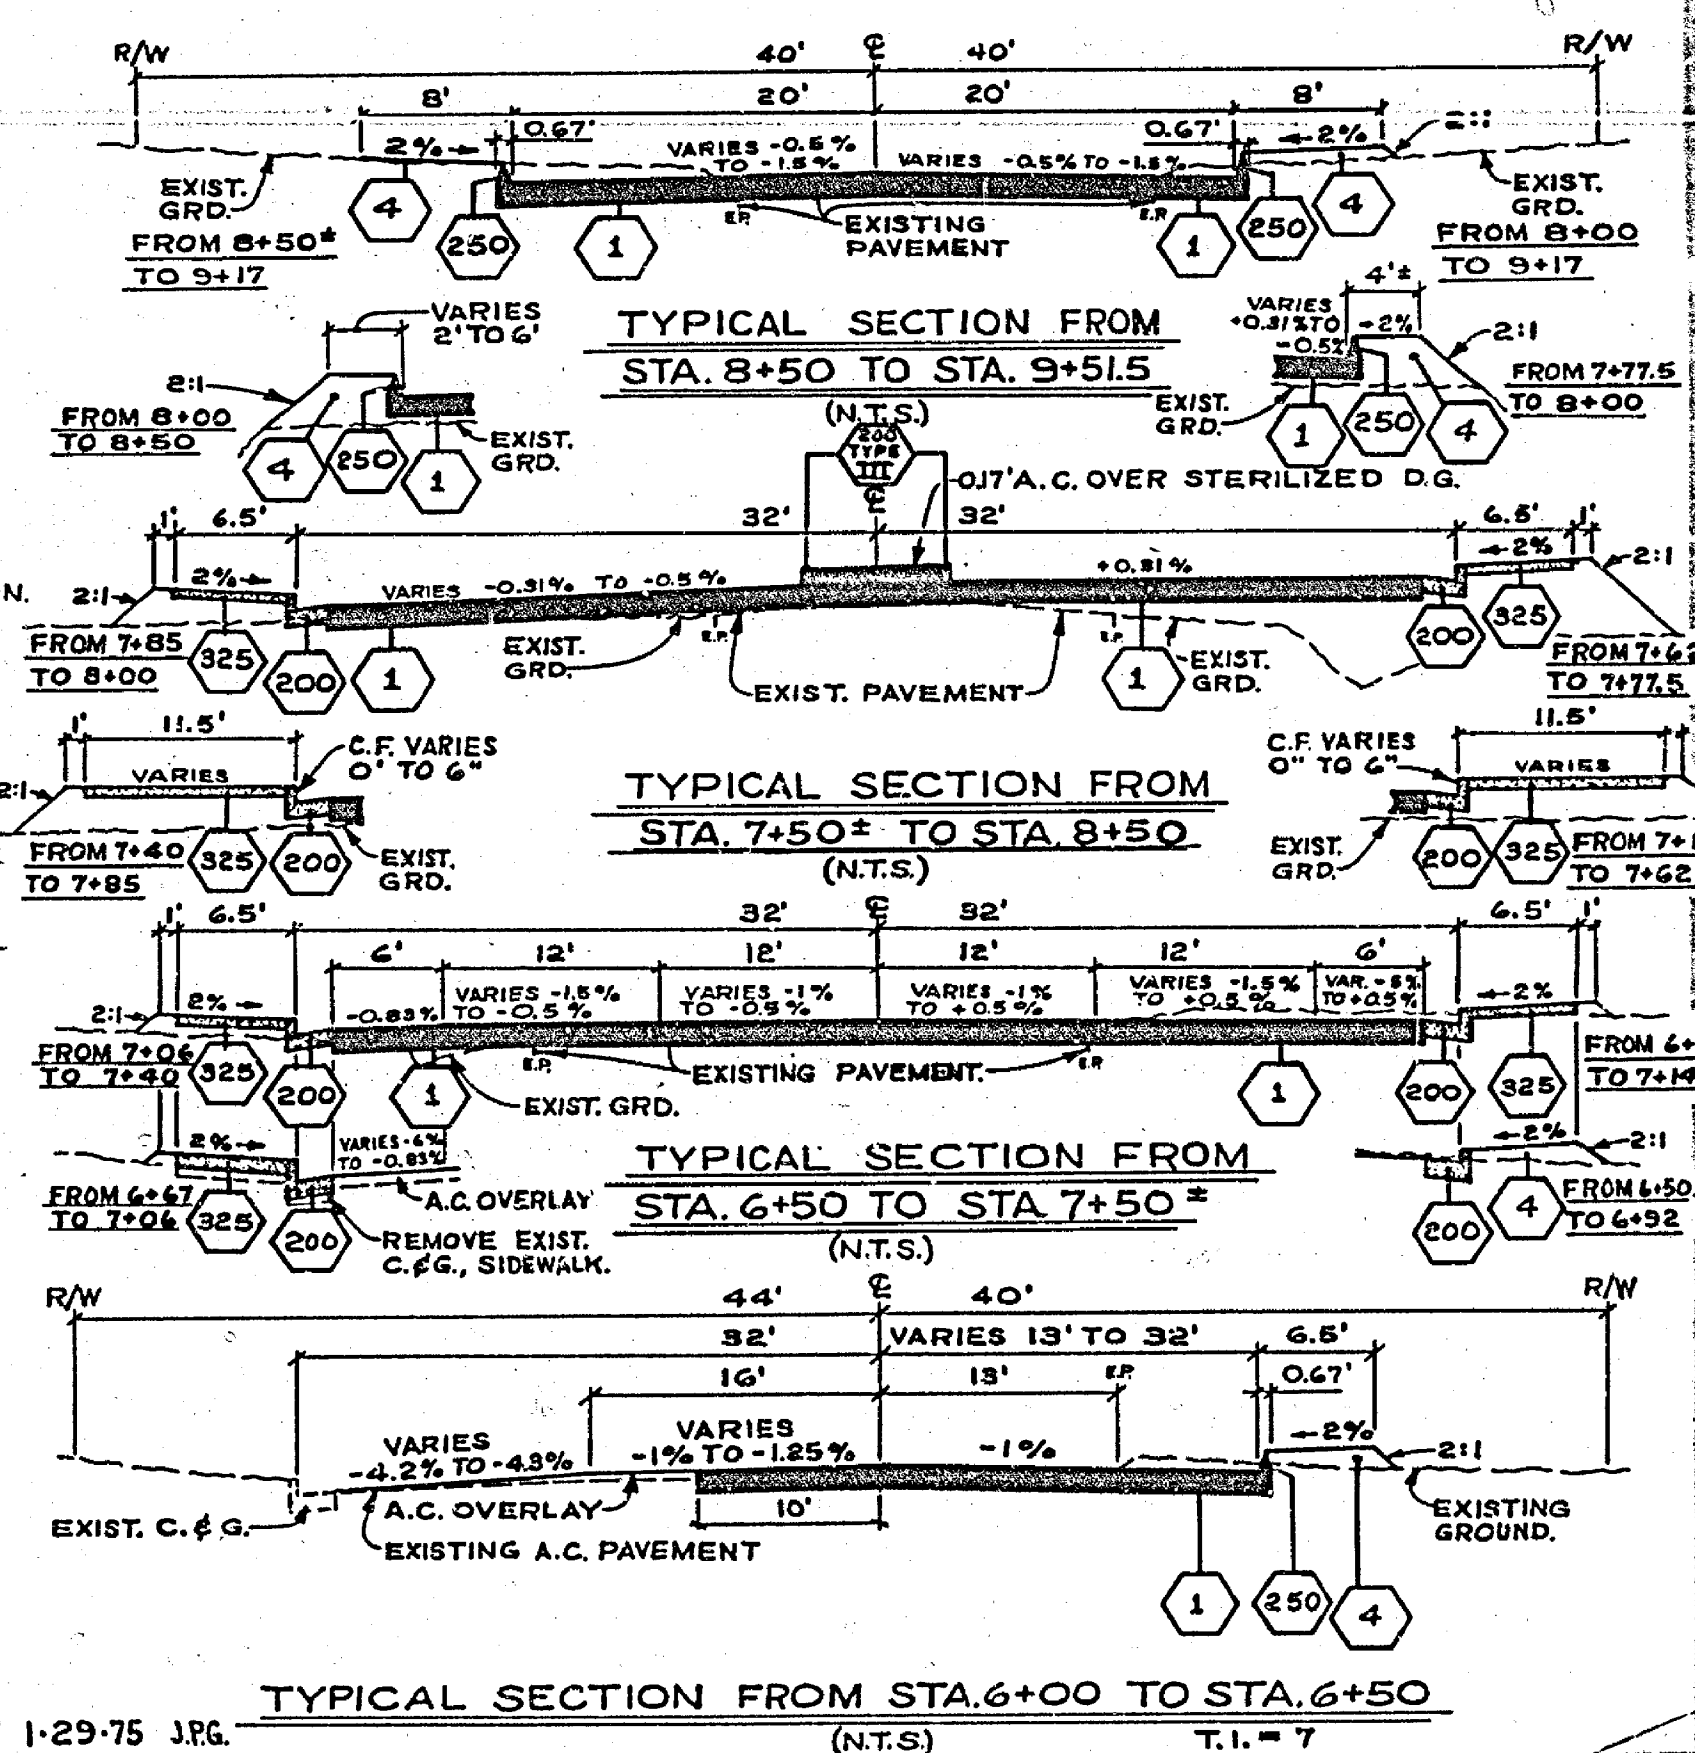 R/W 40' ℄ 40' R/W
8' 20' 20' 8'
0.67' 0.67'
2% VARIES -0.5% VARIES -0.5% TO -1.5% 2% 2:1
TO -1.5%
EXIST.
GRD.
4 250 1 E.P. EXISTING
PAVEMENT
E.P. 1 250 4
EXIST.
GRD.
FROM 8+50±
TO 9+17
FROM 8+00
TO 9+17
TYPICAL SECTION FROM
STA. 8+50 TO STA. 9+51.5
(N.T.S.)
VARIES
2' TO 6'
2:1
FROM 8+00
TO 8+50
4 250 1
EXIST.
GRD.
4'±
VARIES
+0.31% TO
-0.5%
2%
2:1
FROM 7+77.5
TO 8+00
EXIST.
GRD.
1 250 4
200
TYPE
III
℄
0.17' A.C. OVER STERILIZED D.G.
1' 6.5' 32' 32' 6.5' 1'
N. 2:1 2% VARIES -0.31% TO -0.5% +0.31% 2% 2:1
FROM 7+85
TO 8+00
325 200 1
EXIST.
GRD.
E.P. EXIST. PAVEMENT E.P.
1
EXIST.
GRD.
200 325
FROM 7+62
TO 7+77.5
1' 11.5'
C.F. VARIES
0" TO 6"
2:1 VARIES
FROM 7+40
TO 7+85
325 200
EXIST.
GRD.
TYPICAL SECTION FROM
STA. 7+50± TO STA. 8+50
(N.T.S.)
11.5'
C.F. VARIES
0" TO 6"
VARIES
EXIST.
GRD.
200 325
FROM 7+1
TO 7+62
1' 6.5' 32' ℄ 32' 6.5' 1'
6' 12' 12' 12' 12' 6'
2:1 2% -0.83%
VARIES -1.5%
TO -0.5%
VARIES -1%
TO -0.5%
VARIES -1%
TO +0.5%
VARIES -1.5%
TO +0.5%
VAR. -5%
TO +0.5%
2%
FROM 7+06
TO 7+40
325 200 1
E.P. EXISTING PAVEMENT. E.P.
EXIST. GRD.
1 200 325
FROM 6+
TO 7+14
2%
VARIES -6%
TO -0.83%
FROM 6+67
TO 7+06
325 200
A.C. OVERLAY
REMOVE EXIST.
C.&G., SIDEWALK.
TYPICAL SECTION FROM
STA. 6+50 TO STA 7+50±
(N.T.S.)
2% 2:1
200 4
FROM 6+50
TO 6+92
R/W 44' ℄ 40' R/W
32' VARIES 13' TO 32' 6.5'
16' 13' E.P. 0.67'
VARIES
-4.2% TO -4.3%
VARIES
-1% TO -1.25%
-1% 2% 2:1
EXIST. C. & G.
A.C. OVERLAY
10'
EXISTING A.C. PAVEMENT
EXISTING
GROUND.
1 250 4
TYPICAL SECTION FROM STA. 6+00 TO STA. 6+50
1·29·75 J.P.G. (N.T.S.) T.I. = 7